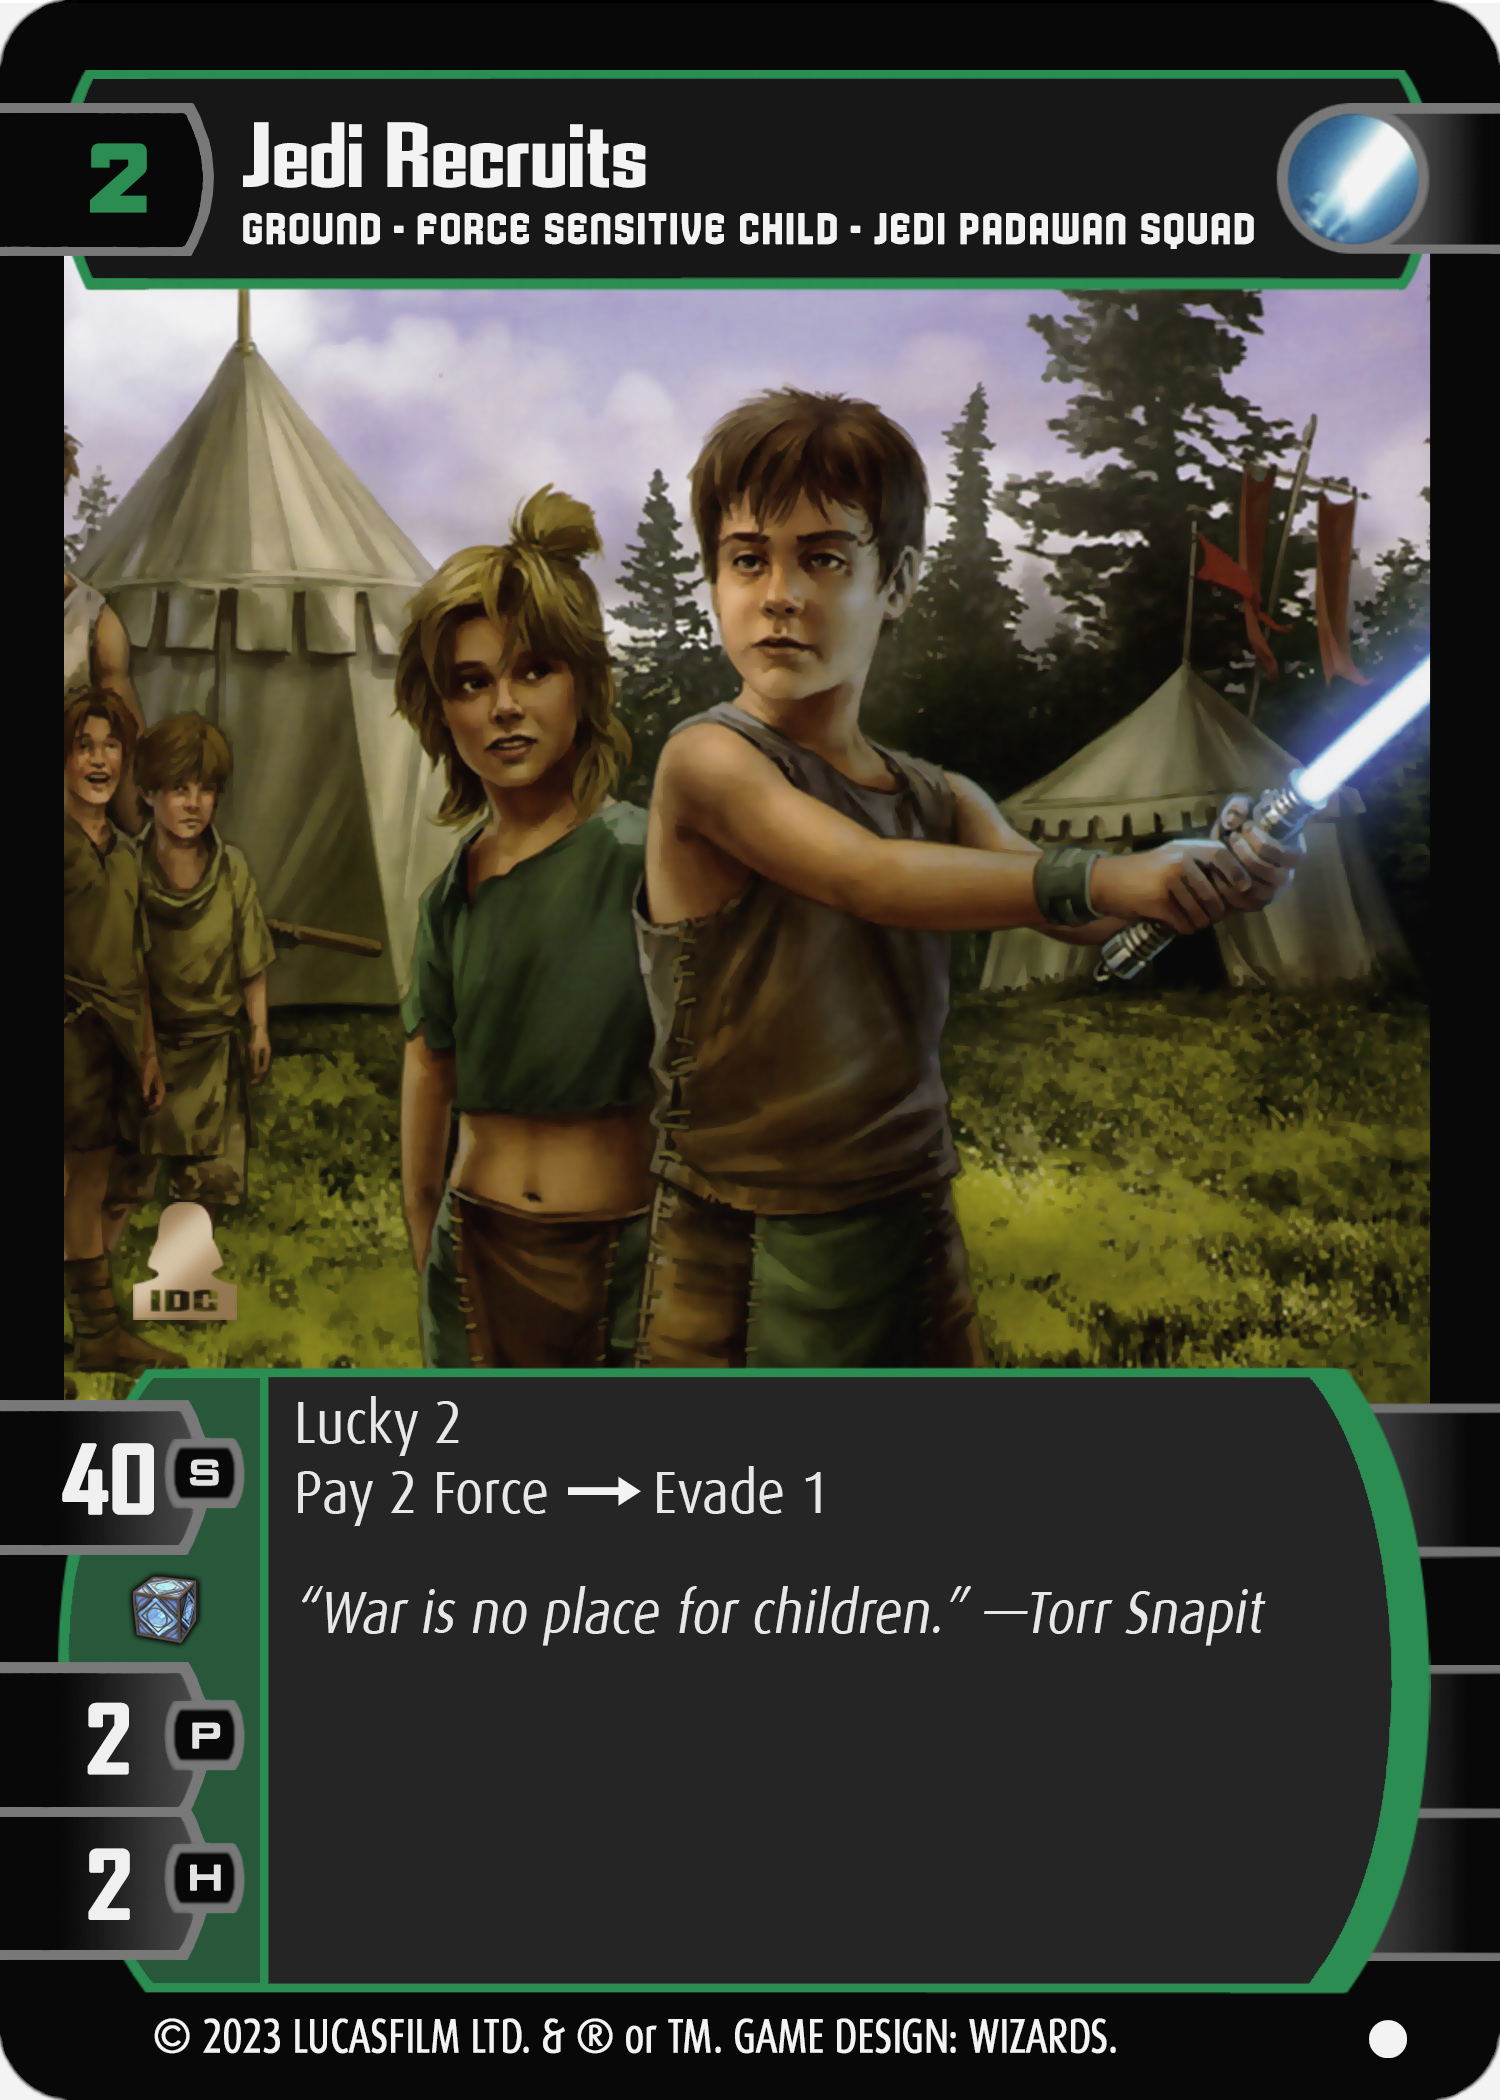 2
Jedi Recruits
GROUND - FORCE SENSITIVE CHILD - JEDI PADAWAN SQUAD
IDC
40 S
Lucky 2
Pay 2 Force → Evade 1
“War is no place for children.” —Torr Snapit
2 P
2 H
© 2023 LUCASFILM LTD. & ® or TM. GAME DESIGN: WIZARDS.